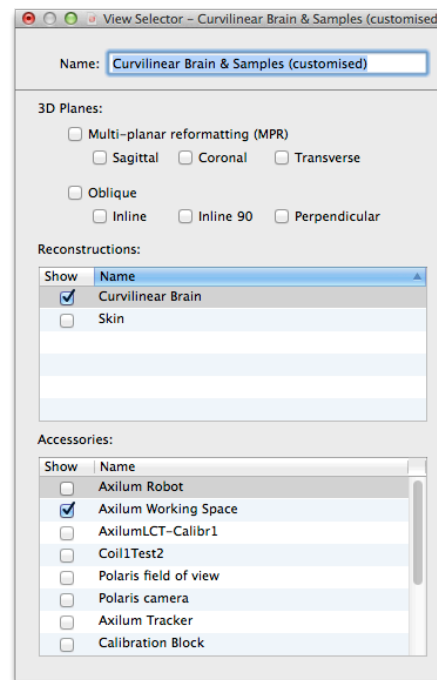 View Selector – Curvilinear Brain & Samples (customised
Name: Curvilinear Brain & Samples (customised)
3D Planes:
Multi-planar reformatting (MPR)
Sagittal Coronal Transverse
Oblique
Inline Inline 90 Perpendicular
Reconstructions:
Show Name
Curvilinear Brain
Skin
Accessories:
Show Name
Axilum Robot
Axilum Working Space
AxilumLCT-Calibr1
Coil1Test2
Polaris field of view
Polaris camera
Axilum Tracker
Calibration Block